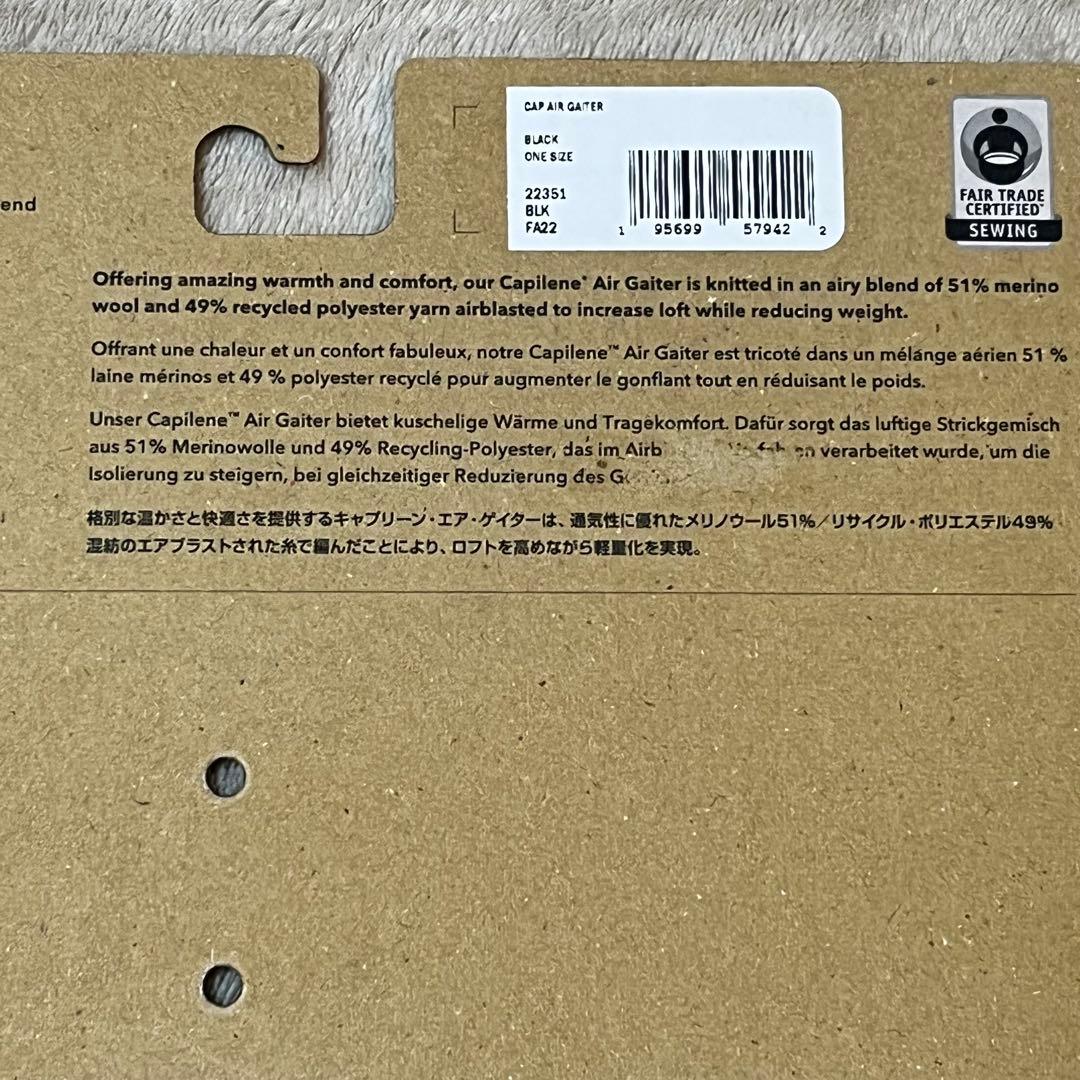 CAP AIR GAITER
BLACK
ONE SIZE
22351
BLK
FA22
1 95699 57942 2
FAIR TRADE
CERTIFIED™
SEWING
end
Offering amazing warmth and comfort, our Capilene® Air Gaiter is knitted in an airy blend of 51% merino
wool and 49% recycled polyester yarn airblasted to increase loft while reducing weight.
Offrant une chaleur et un confort fabuleux, notre Capilene™ Air Gaiter est tricoté dans un mélange aérien 51 %
laine mérinos et 49 % polyester recyclé pour augmenter le gonflant tout en réduisant le poids.
Unser Capilene™ Air Gaiter bietet kuschelige Wärme und Tragekomfort. Dafür sorgt das luftige Strickgemisch
aus 51% Merinowolle und 49% Recycling-Polyester, das im verarbeitet wurde, um die
Isolierung zu steigern, bei gleichzeitiger Reduzierung des
格別な温かさと快適さを提供するキャプリーン・エア・ゲイターは、通気性に優れたメリノウール51%／リサイクル・ポリエステル49%
混紡のエアブラストされた糸で編んだことにより、ロフトを高めながら軽量化を実現。